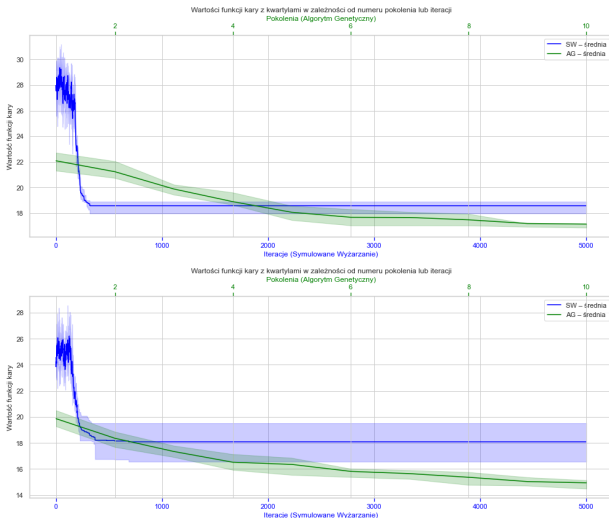 Wartości funkcji kary z kwartylami w zależności od numeru pokolenia lub iteracji
Pokolenia (Algorytm Genetyczny)
2 4 6 8 10
SW – średnia
AG – średnia
30
28
26
24
22
20
18
Wartość funkcji kary
0 1000 2000 3000 4000 5000
Iteracje (Symulowane Wyżarzanie)
Wartości funkcji kary z kwartylami w zależności od numeru pokolenia lub iteracji
Pokolenia (Algorytm Genetyczny)
2 4 6 8 10
SW – średnia
AG – średnia
28
26
24
22
20
18
16
14
Wartość funkcji kary
0 1000 2000 3000 4000 5000
Iteracje (Symulowane Wyżarzanie)